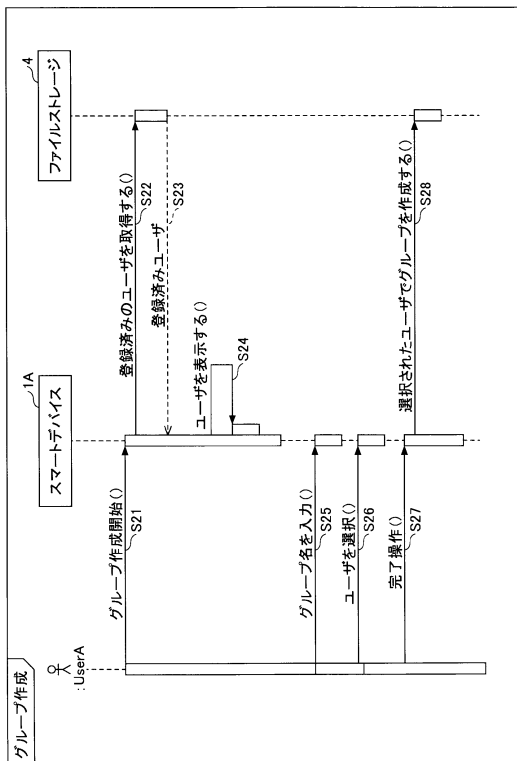 グループ作成
:UserA
スマートデバイス
1A
ファイルストレージ
4
グループ作成開始()
S21
登録済みのユーザを取得する()
S22
登録済みユーザ
S23
ユーザを表示する()
S24
グループ名を入力()
S25
ユーザを選択()
S26
完了操作()
S27
選択されたユーザでグループを作成する()
S28